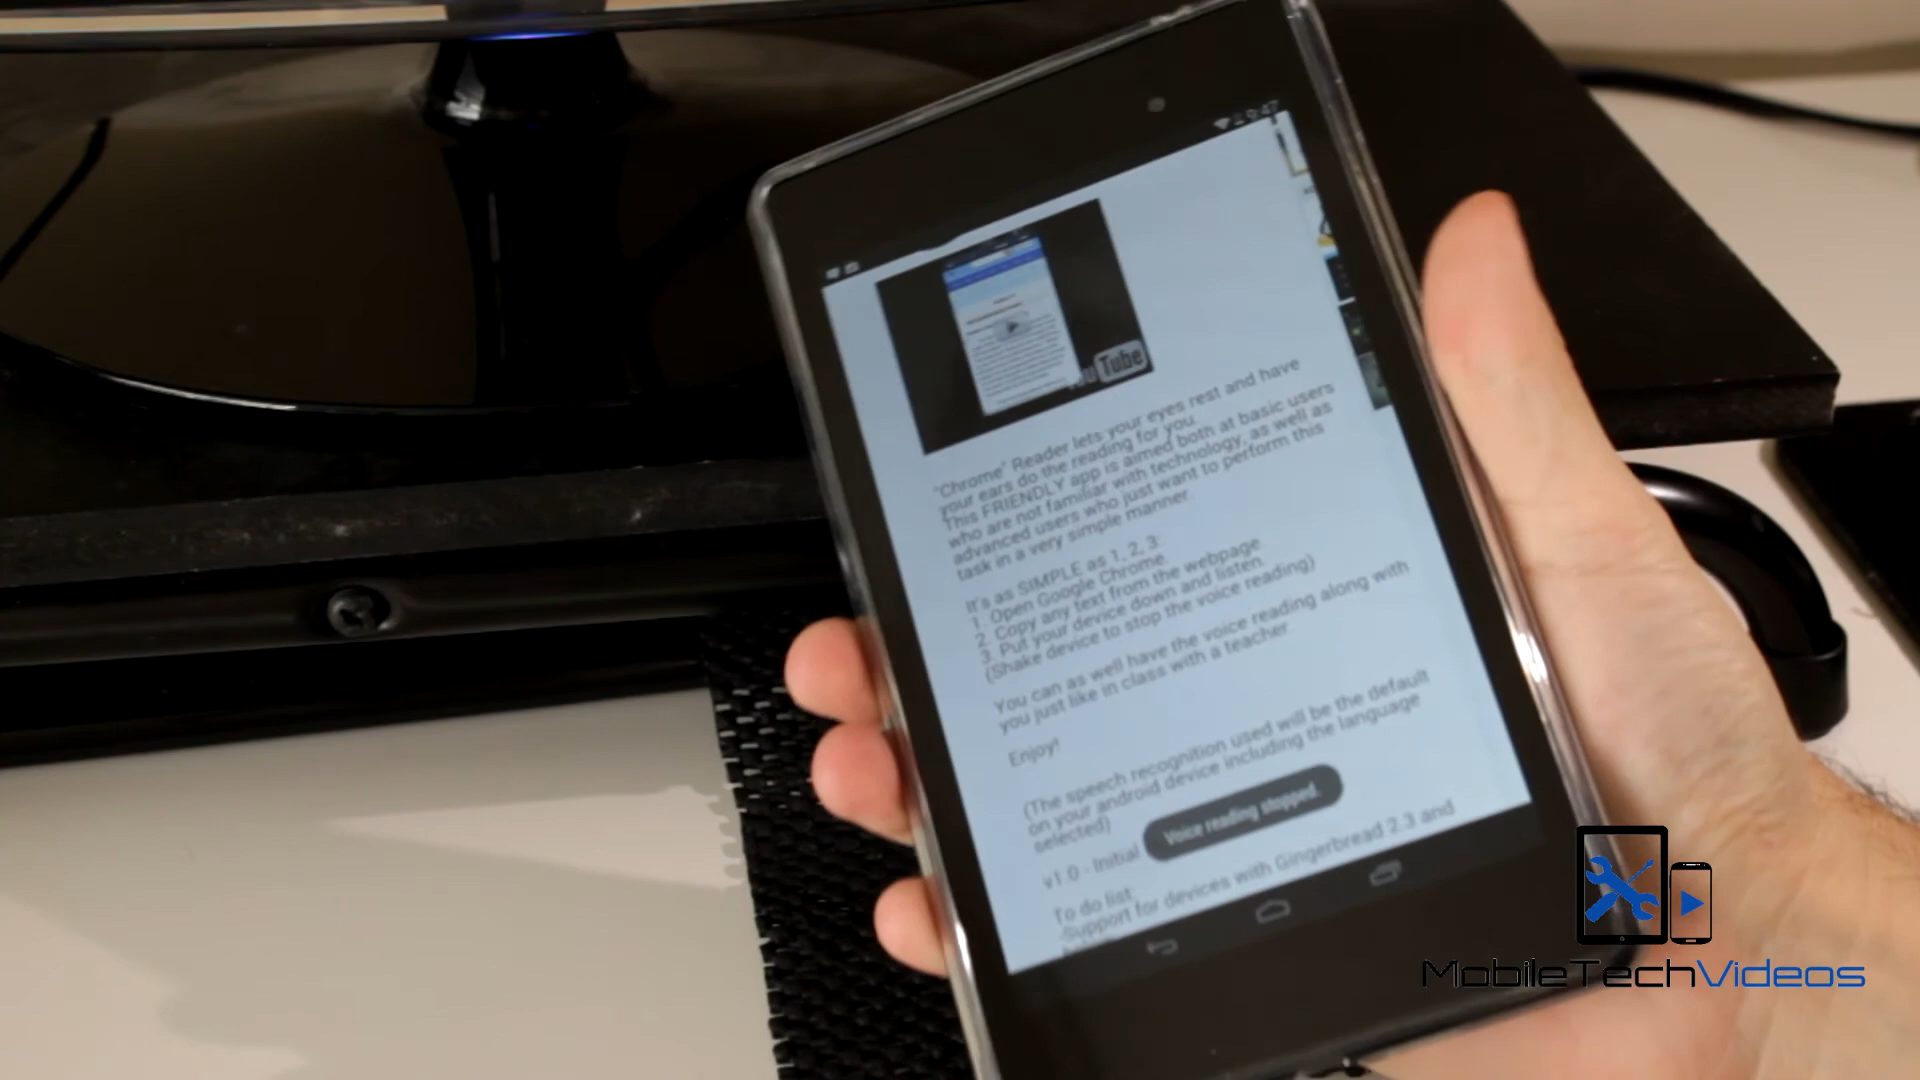 9:47
Tube
"Chrome" Reader lets your eyes rest and have
your ears do the reading for you.
This FRIENDLY app is aimed both at basic users
who are not familiar with technology, as well as
advanced users who just want to perform this
task in a very simple manner.
It's as SIMPLE as 1, 2, 3:
1. Open Google Chrome.
2. Copy any text from the webpage
3. Put your device down and listen.
(Shake device to stop the voice reading)
You can as well have the voice reading along with
you just like in class with a teacher.
Enjoy!
(The speech recognition used will be the default
on your android device including the language
selected)
Voice reading stopped.
v1.0 - Initial
To do list:
-Support for devices with Gingerbread 2.3 and
MobileTechVideos